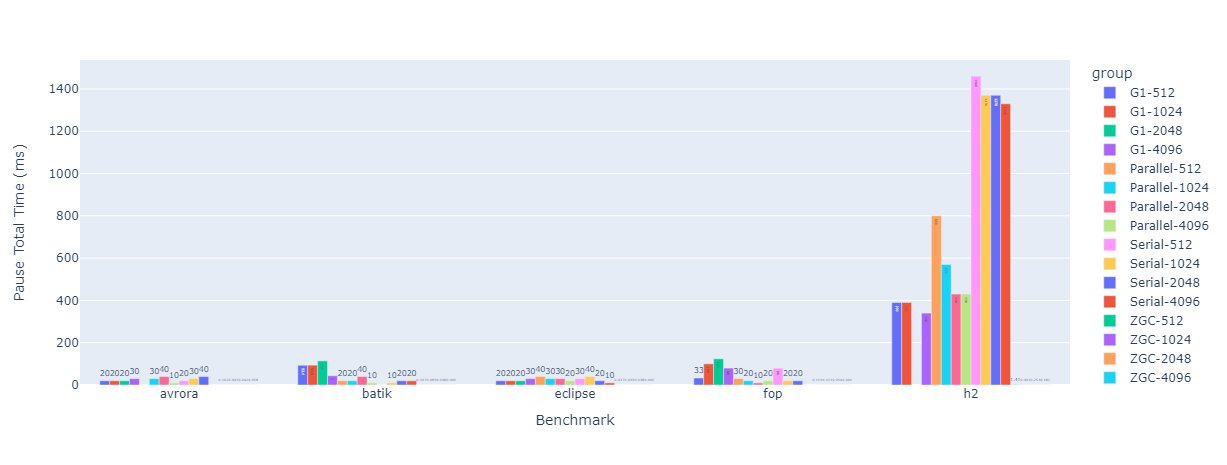 1400
1200
1000
800
600
400
200
0
Pause Total Time (ms)
20 20 20 30 30 40 10 20 30 40
20 20 40 10 10 20 20
20 20 20 30 40 30 30 20 30 40 20 10
33 30 20 10 20 20 20
avrora
batik
eclipse
fop
h2
Benchmark
group
G1-512
G1-1024
G1-2048
G1-4096
Parallel-512
Parallel-1024
Parallel-2048
Parallel-4096
Serial-512
Serial-1024
Serial-2048
Serial-4096
ZGC-512
ZGC-1024
ZGC-2048
ZGC-4096